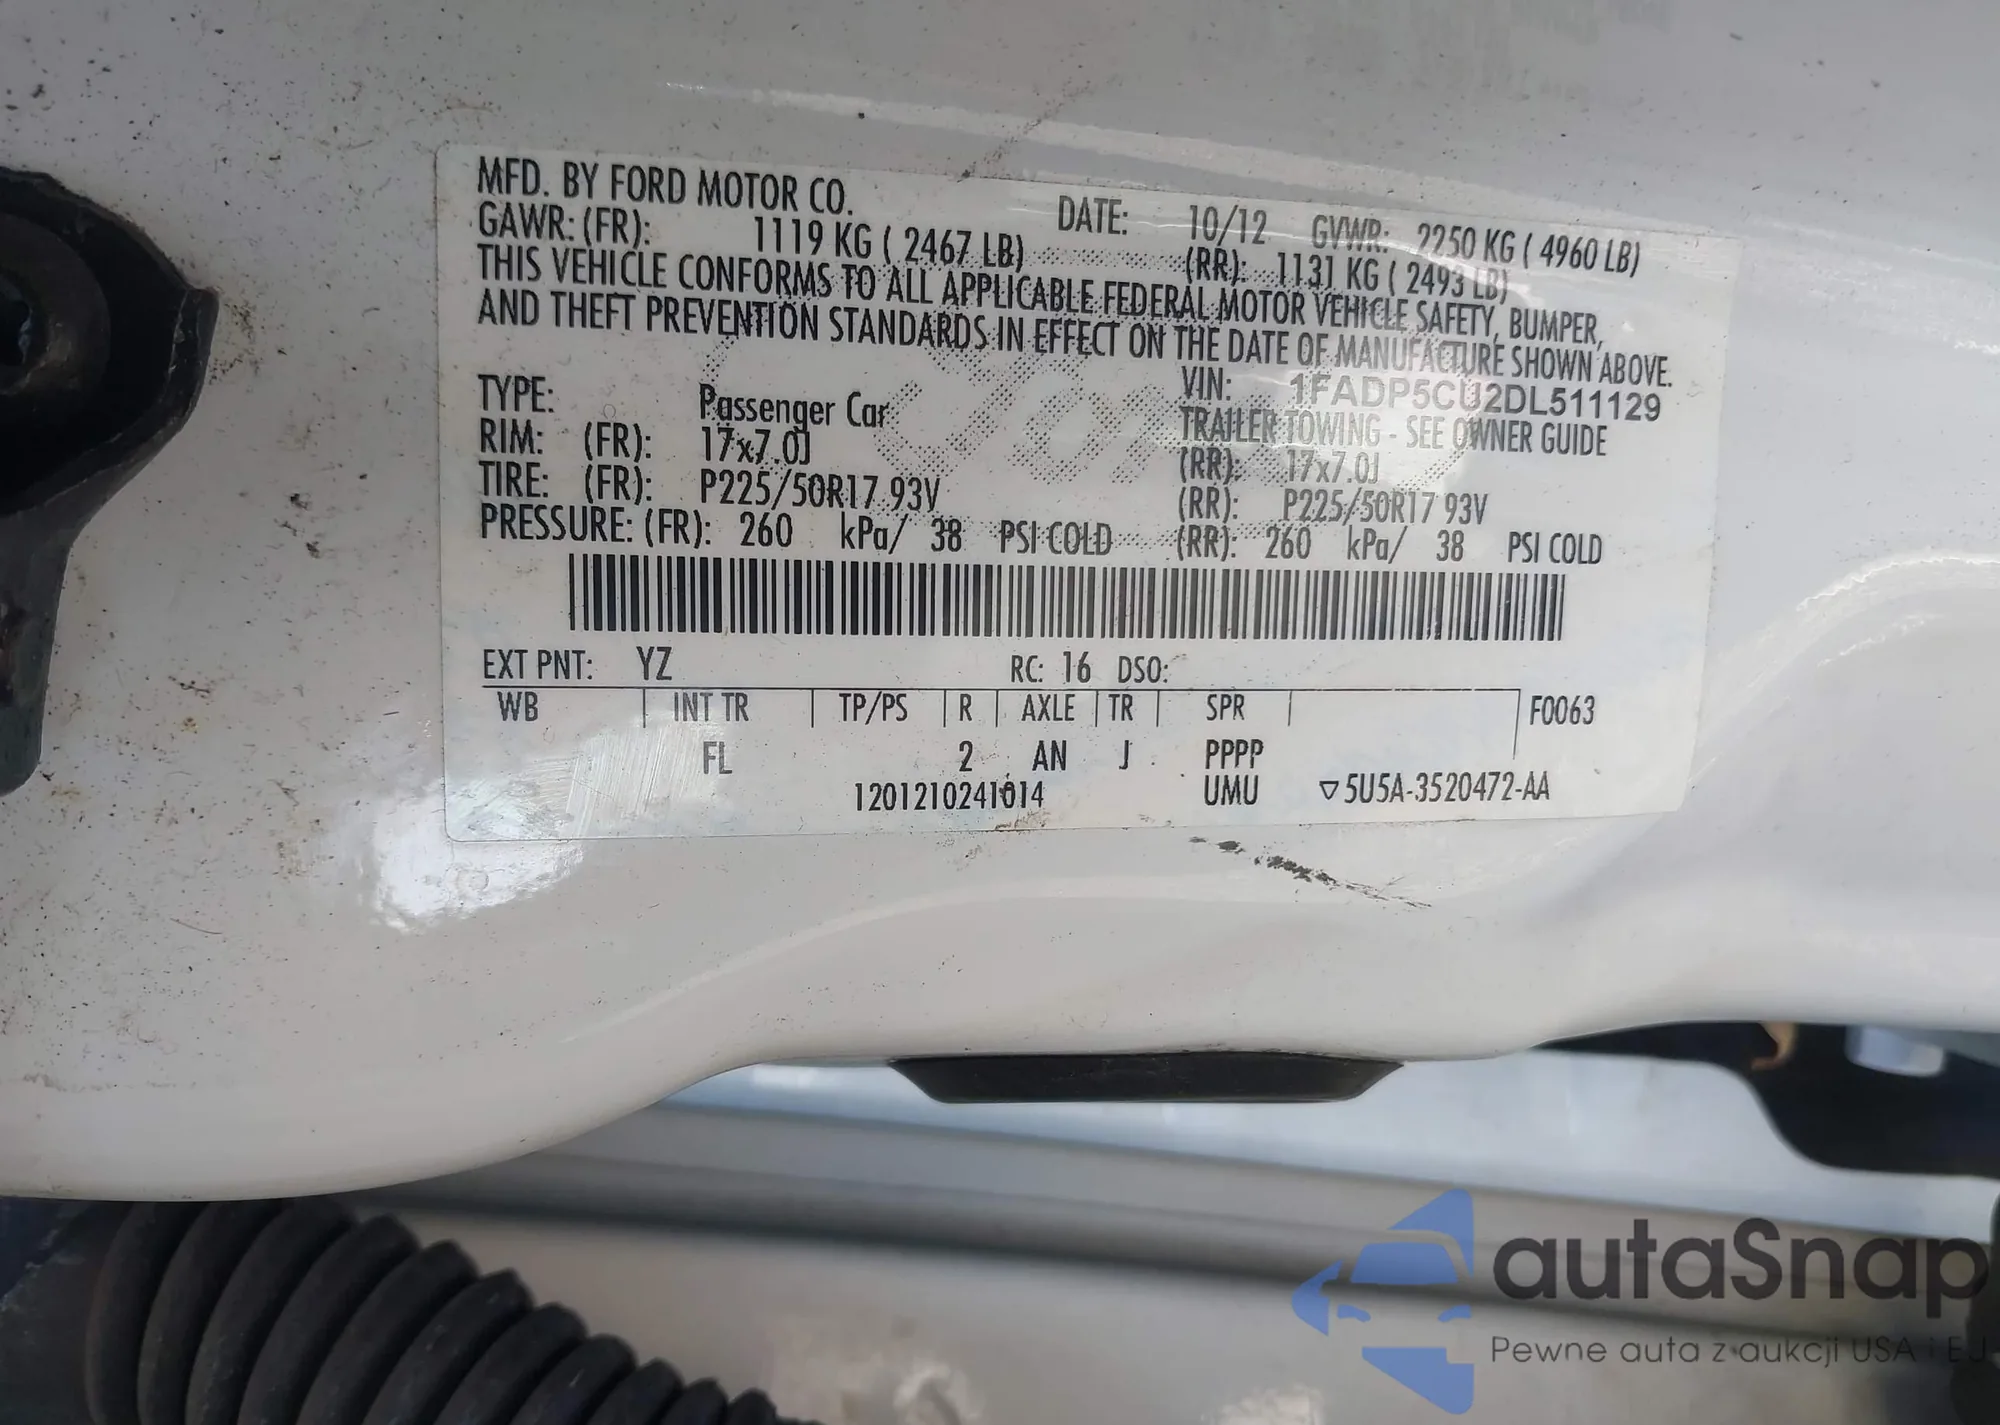 MFD. BY FORD MOTOR CO.
DATE: 10/12 GVWR: 2250 KG ( 4960 LB)
GAWR: (FR): 1119 KG ( 2467 LB) (RR): 1131 KG ( 2493 LB)
THIS VEHICLE CONFORMS TO ALL APPLICABLE FEDERAL MOTOR VEHICLE SAFETY, BUMPER,
AND THEFT PREVENTION STANDARDS IN EFFECT ON THE DATE OF MANUFACTURE SHOWN ABOVE.
VIN: 1FADP5CU2DL511129
TYPE: Passenger Car TRAILER TOWING - SEE OWNER GUIDE
RIM: (FR): 17x7.0J (RR): 17x7.0J
TIRE: (FR): P225/50R17 93V (RR): P225/50R17 93V
PRESSURE: (FR): 260 kPa/ 38 PSI COLD (RR): 260 kPa/ 38 PSI COLD
EXT PNT: YZ RC: 16 DSO:
WB INT TR TP/PS R AXLE TR SPR F0063
FL 2 AN J PPPP
1201210241014 UMU ▽5U5A-3520472-AA
autaSnap
Pewne auta z aukcji USA i EU